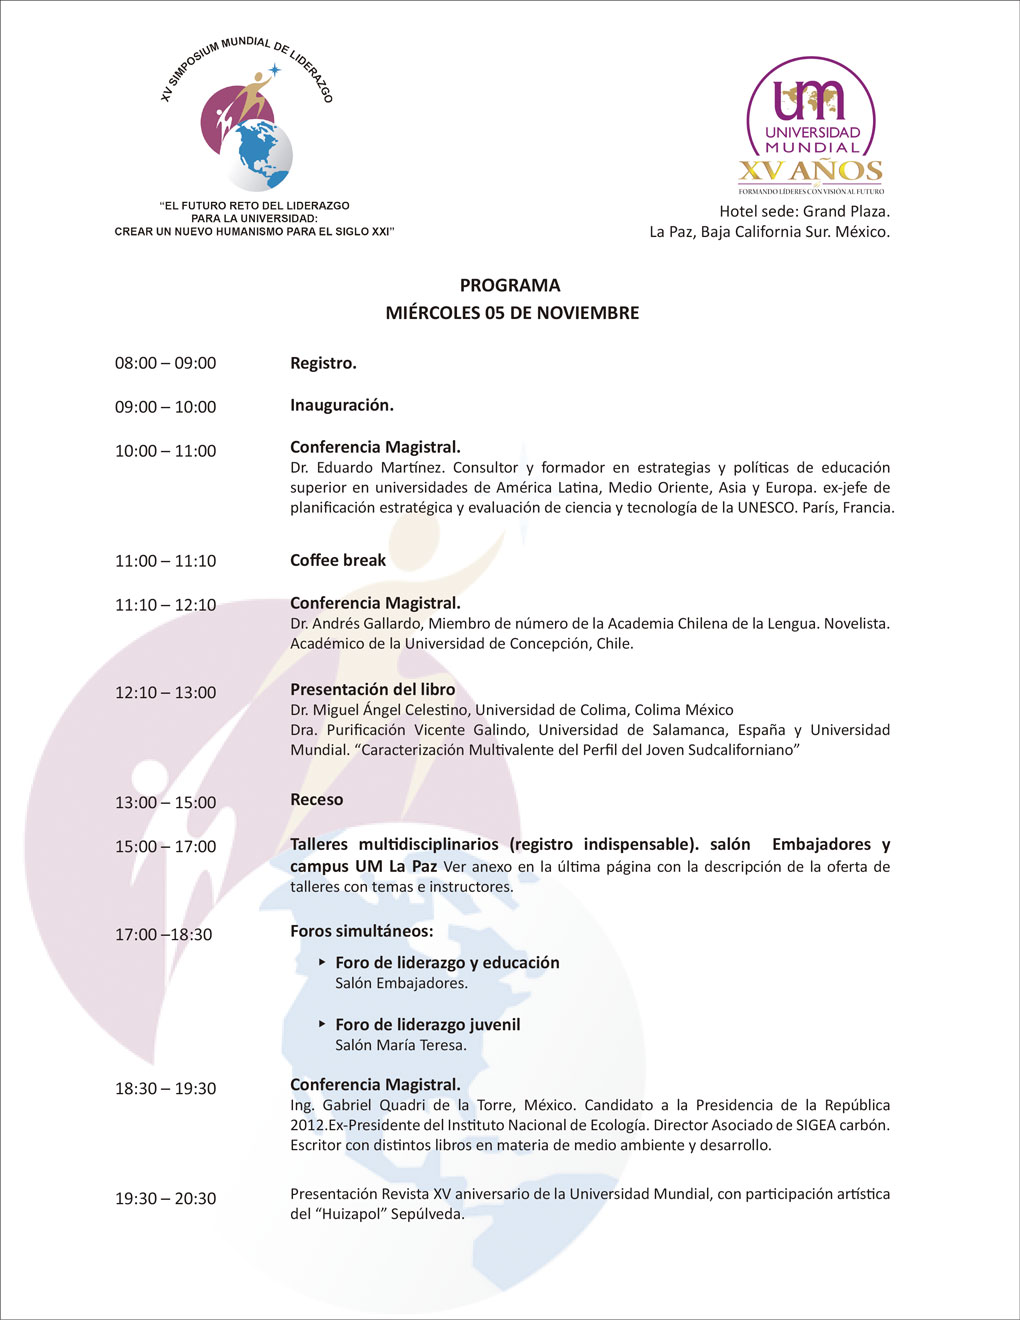 XV SIMPOSIUM MUNDIAL DE LIDERAZGO
“EL FUTURO RETO DEL LIDERAZGO
PARA LA UNIVERSIDAD:
CREAR UN NUEVO HUMANISMO PARA EL SIGLO XXI”
um
UNIVERSIDAD
MUNDIAL
XV AÑOS
FORMANDO LÍDERES CON VISIÓN AL FUTURO
Hotel sede: Grand Plaza.
La Paz, Baja California Sur. México.
PROGRAMA
MIÉRCOLES 05 DE NOVIEMBRE
08:00 – 09:00 Registro.
09:00 – 10:00 Inauguración.
10:00 – 11:00 Conferencia Magistral.
Dr. Eduardo Martínez. Consultor y formador en estrategias y políticas de educación
superior en universidades de América Latina, Medio Oriente, Asia y Europa. ex-jefe de
planificación estratégica y evaluación de ciencia y tecnología de la UNESCO. París, Francia.
11:00 – 11:10 Coffee break
11:10 – 12:10 Conferencia Magistral.
Dr. Andrés Gallardo, Miembro de número de la Academia Chilena de la Lengua. Novelista.
Académico de la Universidad de Concepción, Chile.
12:10 – 13:00 Presentación del libro
Dr. Miguel Ángel Celestino, Universidad de Colima, Colima México
Dra. Purificación Vicente Galindo, Universidad de Salamanca, España y Universidad
Mundial. “Caracterización Multivalente del Perfil del Joven Sudcaliforniano”
13:00 – 15:00 Receso
15:00 – 17:00 Talleres multidisciplinarios (registro indispensable). salón Embajadores y
campus UM La Paz Ver anexo en la última página con la descripción de la oferta de
talleres con temas e instructores.
17:00 –18:30 Foros simultáneos:
▸ Foro de liderazgo y educación
Salón Embajadores.
▸ Foro de liderazgo juvenil
Salón María Teresa.
18:30 – 19:30 Conferencia Magistral.
Ing. Gabriel Quadri de la Torre, México. Candidato a la Presidencia de la República
2012.Ex-Presidente del Instituto Nacional de Ecología. Director Asociado de SIGEA carbón.
Escritor con distintos libros en materia de medio ambiente y desarrollo.
19:30 – 20:30 Presentación Revista XV aniversario de la Universidad Mundial, con participación artística
del “Huizapol” Sepúlveda.